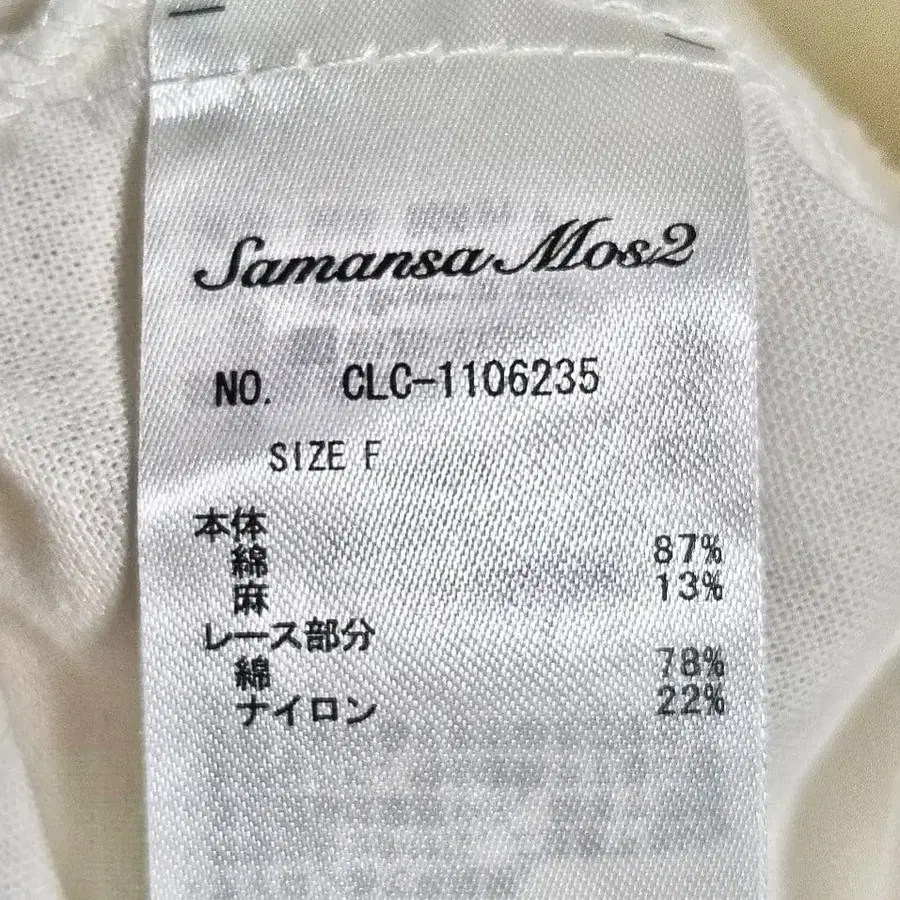 Samansa Mos2
NO. CLC-1106235
SIZE F
本体
綿 87%
麻 13%
レース部分
綿 78%
ナイロン 22%